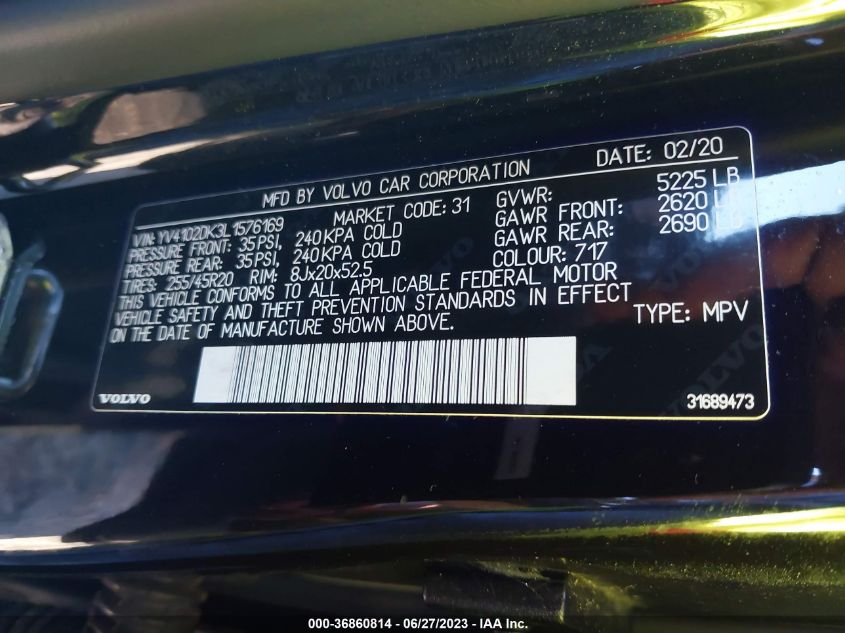 MFD BY VOLVO CAR CORPORATION DATE: 02/20
VIN: YV4102DK3L1576169 MARKET CODE: 31 GVWR: 5225 LB
PRESSURE FRONT: 35PSI, 240KPA COLD GAWR FRONT: 2620 LB
PRESSURE REAR: 35PSI, 240KPA COLD GAWR REAR: 2690 LB
TIRES: 255/45R20 RIM: 8Jx20x52.5 COLOUR: 717
THIS VEHICLE CONFORMS TO ALL APPLICABLE FEDERAL MOTOR
VEHICLE SAFETY AND THEFT PREVENTION STANDARDS IN EFFECT
ON THE DATE OF MANUFACTURE SHOWN ABOVE. TYPE: MPV
VOLVO 31689473
000-36860814 - 06/27/2023 - IAA Inc.